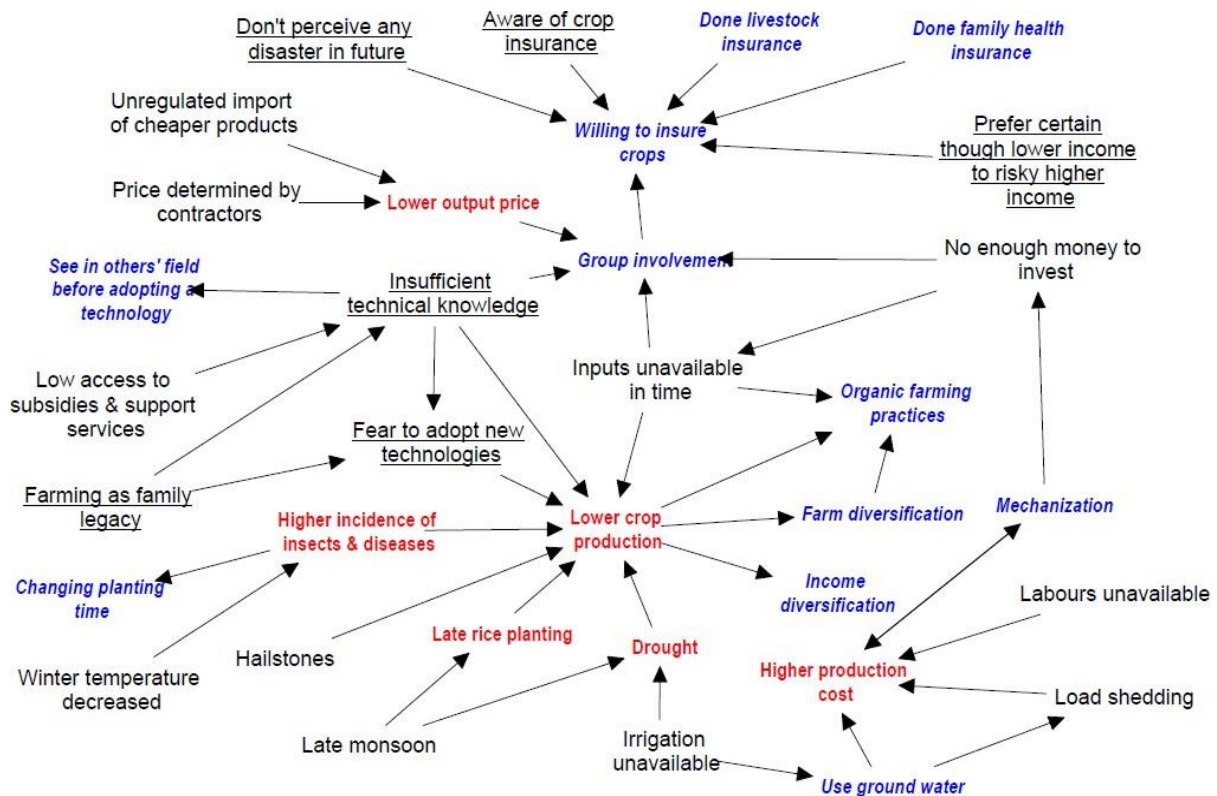 Don't perceive any
disaster in future
Aware of crop
insurance
Done livestock
insurance
Done family health
insurance
Unregulated import
of cheaper products
Willing to insure
crops
Prefer certain
though lower income
to risky higher
income
Price determined by
contractors
Lower output price
See in others' field
before adopting a
technology
Insufficient
technical knowledge
Group involvement
No enough money to
invest
Low access to
subsidies & support
services
Inputs unavailable
in time
Organic farming
practices
Fear to adopt new
technologies
Farming as family
legacy
Higher incidence of
insects & diseases
Lower crop
production
Farm diversification
Mechanization
Changing planting
time
Income
diversification
Labours unavailable
Winter temperature
decreased
Hailstones
Late rice planting
Drought
Higher production
cost
Load shedding
Late monsoon
Irrigation
unavailable
Use ground water